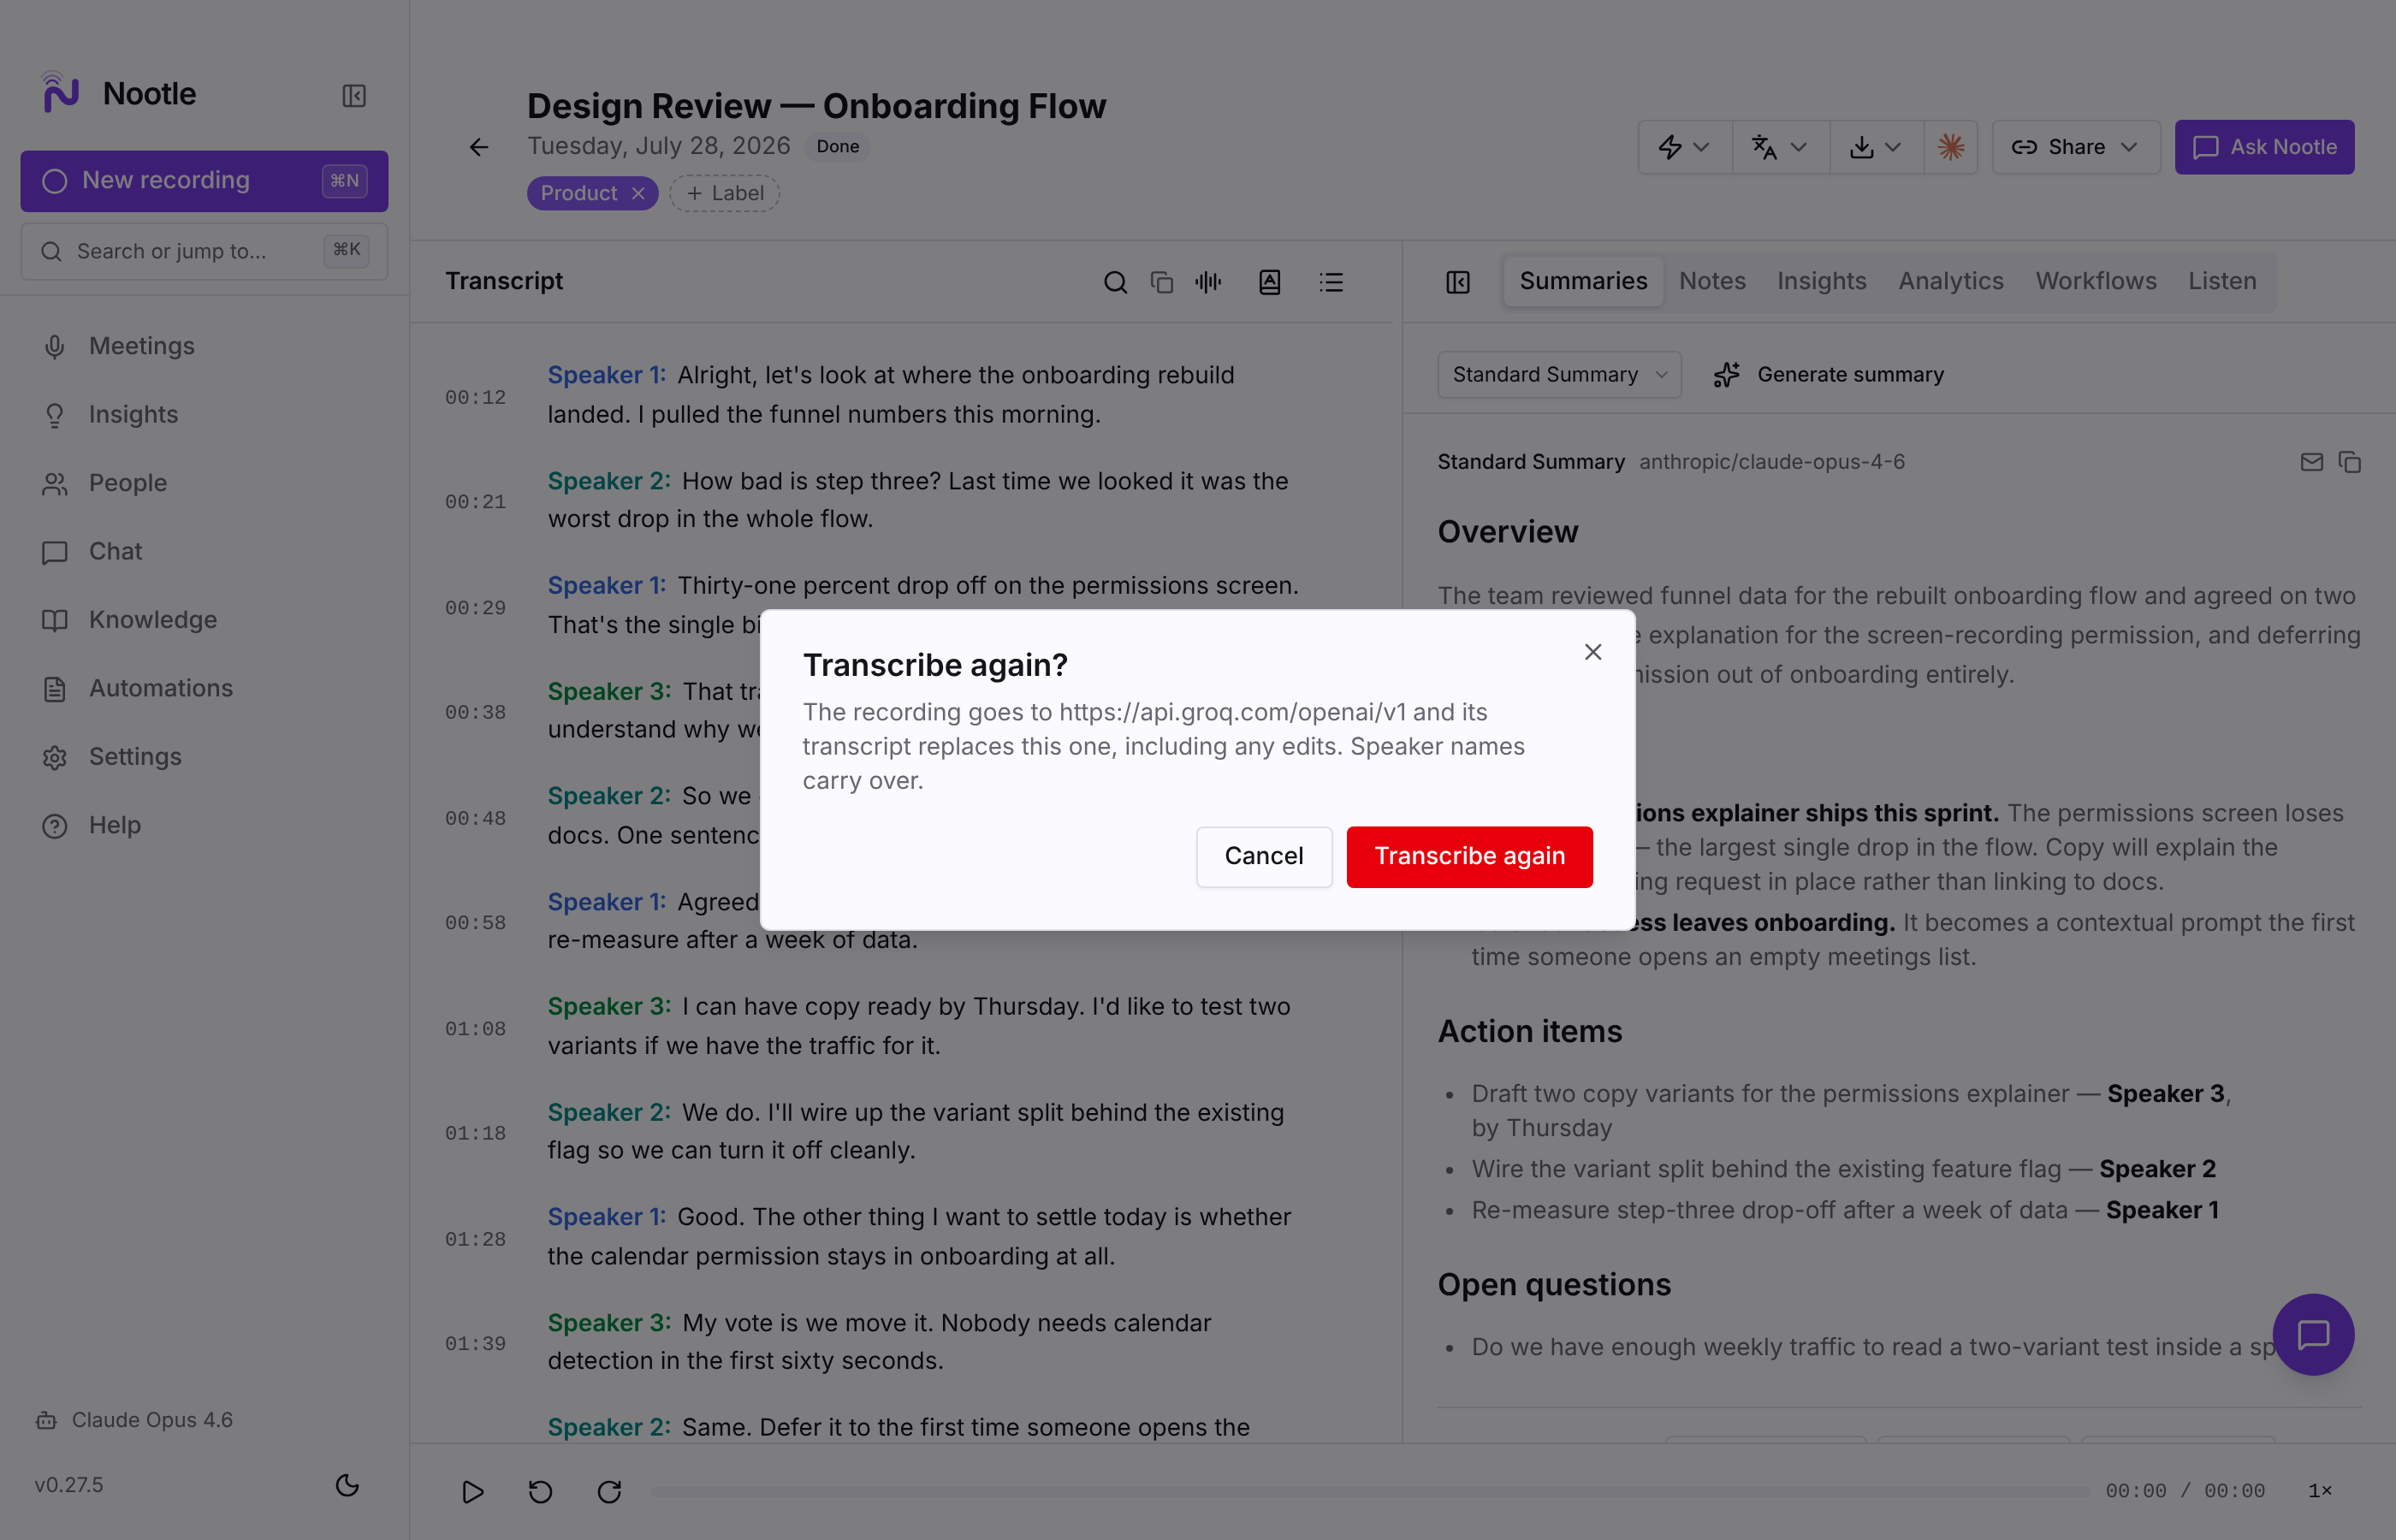 Nootle
New recording ⌘N
Search or jump to... ⌘K
Meetings
Insights
People
Chat
Knowledge
Automations
Settings
Help
Claude Opus 4.6
v0.27.5
Design Review — Onboarding Flow
Tuesday, July 28, 2026 Done
Product + Label
Share
Ask Nootle
Transcript
00:12 Speaker 1: Alright, let's look at where the onboarding rebuild
landed. I pulled the funnel numbers this morning.
00:21 Speaker 2: How bad is step three? Last time we looked it was the
worst drop in the whole flow.
00:29 Speaker 1: Thirty-one percent drop off on the permissions screen.
That's the single
00:38 Speaker 3: That
understand why
00:48 Speaker 2: So we
docs. One
00:58 Speaker 1: Agreed
re-measure after a week of data.
01:08 Speaker 3: I can have copy ready by Thursday. I'd like to test two
variants if we have the traffic for it.
01:18 Speaker 2: We do. I'll wire up the variant split behind the existing
flag so we can turn it off cleanly.
01:28 Speaker 1: Good. The other thing I want to settle today is whether
the calendar permission stays in onboarding at all.
01:39 Speaker 3: My vote is we move it. Nobody needs calendar
detection in the first sixty seconds.
Speaker 2: Same. Defer it to the first time someone opens the
Summaries Notes Insights Analytics Workflows Listen
Standard Summary Generate summary
Standard Summary anthropic/claude-opus-4-6
Overview
The team reviewed funnel data for the rebuilt onboarding flow and agreed on two
explanation for the screen-recording permission, and deferring
out of onboarding entirely.
explainer ships this sprint. The permissions screen loses
— the largest single drop in the flow. Copy will explain the
request in place rather than linking to docs.
leaves onboarding. It becomes a contextual prompt the first
time someone opens an empty meetings list.
Action items
• Draft two copy variants for the permissions explainer — Speaker 3,
by Thursday
• Wire the variant split behind the existing feature flag — Speaker 2
• Re-measure step-three drop-off after a week of data — Speaker 1
Open questions
• Do we have enough weekly traffic to read a two-variant test inside a
Transcribe again?
The recording goes to https://api.groq.com/openai/v1 and its
transcript replaces this one, including any edits. Speaker names
carry over.
Cancel
Transcribe again
00:00 / 00:00 1×